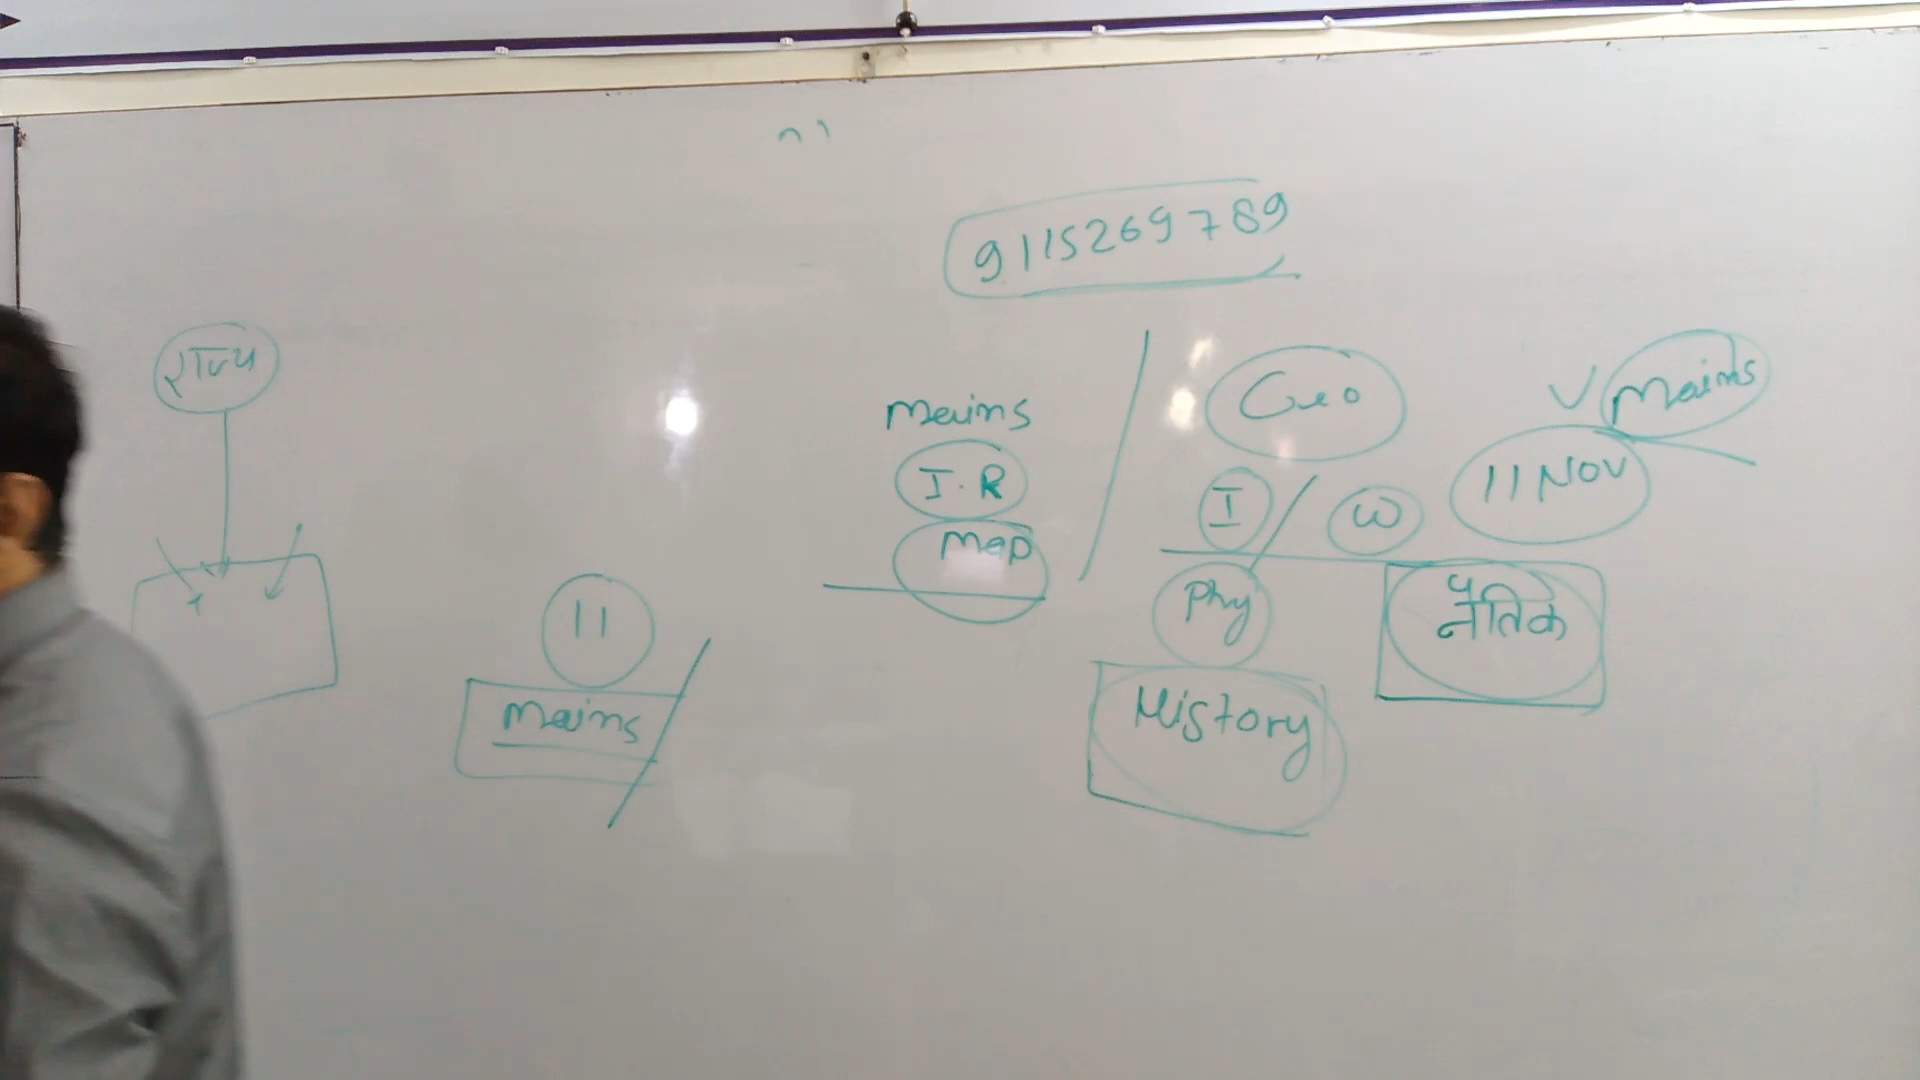 9115269789
राज्य
mains
I.R
Map
Geo
I / W
Phy
History
✓ Mains
11 NOV
नैतिक
11
mains